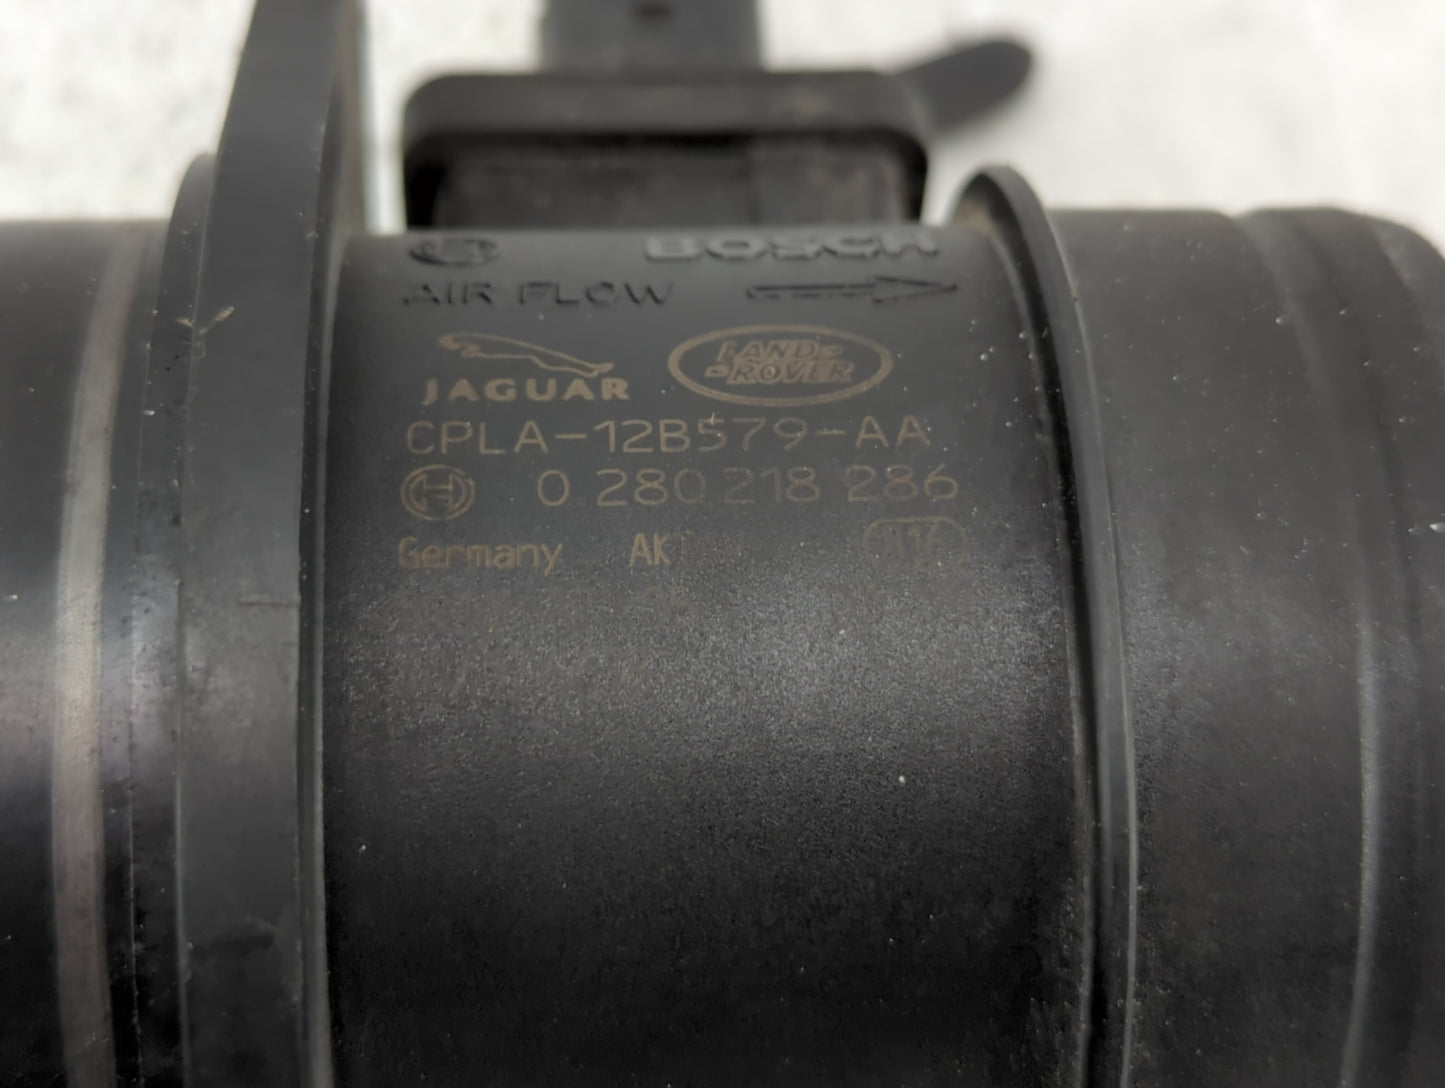 BOSCH
AIR FLOW
JAGUAR LAND- -ROVER
CPLA-12B579-AA
0 280 218 286
Germany